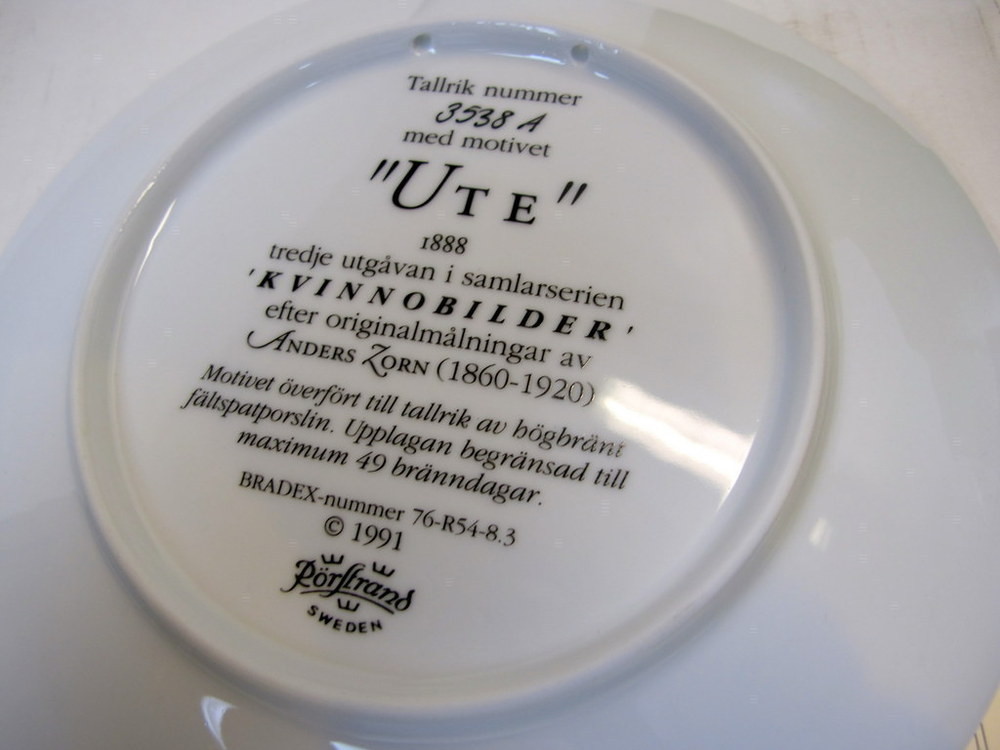 Tallrik nummer
3538 A
med motivet
"UTE"
1888
tredje utgåvan i samlarserien
'KVINNOBILDER'
efter originalmålningar av
ANDERS ZORN (1860-1920)
Motivet överfört till tallrik av högbränt
fältspatporslin. Upplagan begränsad till
maximum 49 bränndagar.
BRADEX-nummer 76-R54-8.3
© 1991
Rörstrand
SWEDEN